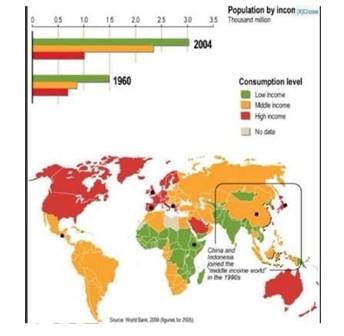 Population by incom [X]Close
Thousand million
0 0.5 1.0 1.5 2.0 2.5 3.0 3.5
2004
1960
Consumption level
Low income
Middle income
High income
No data
China and
Indonesia
joined the
"middle income world"
in the 1990s
Source: World Bank, 2006 (figures for 2005).